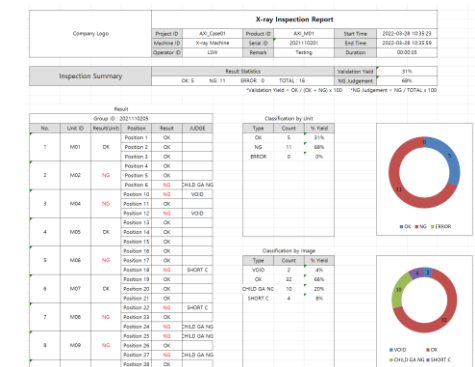 X-ray Inspection Report
Company Logo
Project ID AXI_Case01 Product ID AXI_M01 Start Time 2022-03-28 10:35:23
Machine ID X-ray Machine Serial ID 2021110201 End Time 2022-03-28 10:35:59
Operator ID LSW Remark Testing Duration 00:00:35
Inspection Summary
Result Statistics Validation Yield 31%
OK: 5 NG: 11 ERROR : 0 TOTAL : 16 NG Judgement 68%
*Validation Yield = OK / (OK + NG) x 100 *NG Judgement = NG / TOTAL x 100
Result
Group ID : 2021110205
No. Unit ID Result(Unit) Position Result JUDGE
1 M01 OK Position 1 OK
Position 2 OK
Position 3 OK
2 M02 NG Position 4 OK
Position 5 OK
Position 6 NG CHILD GA NG
3 M04 NG Position 10 NG VOID
Position 11 OK
Position 12 NG VOID
4 M05 OK Position 13 OK
Position 14 OK
Position 15 OK
5 M06 NG Position 16 OK
Position 17 OK
Position 18 NG SHORT C
6 M07 OK Position 19 OK
Position 20 OK
Position 21 OK
7 M08 NG Position 22 NG SHORT C
Position 23 OK
Position 24 NG CHILD GA NG
8 M09 NG Position 25 NG CHILD GA NG
Position 26 OK
Position 27 NG CHILD GA NG
Position 28 OK
Classification by Unit
Type Count % Yield
OK 5 31%
NG 11 68%
ERROR 0 0%
0
5
11
OK NG ERROR
Classification by Image
Type Count % Yield
VOID 2 4%
OK 32 66%
CHILD GA NG 10 20%
SHORT C 4 8%
4 2
10
32
VOID OK
CHILD GA NG SHORT C